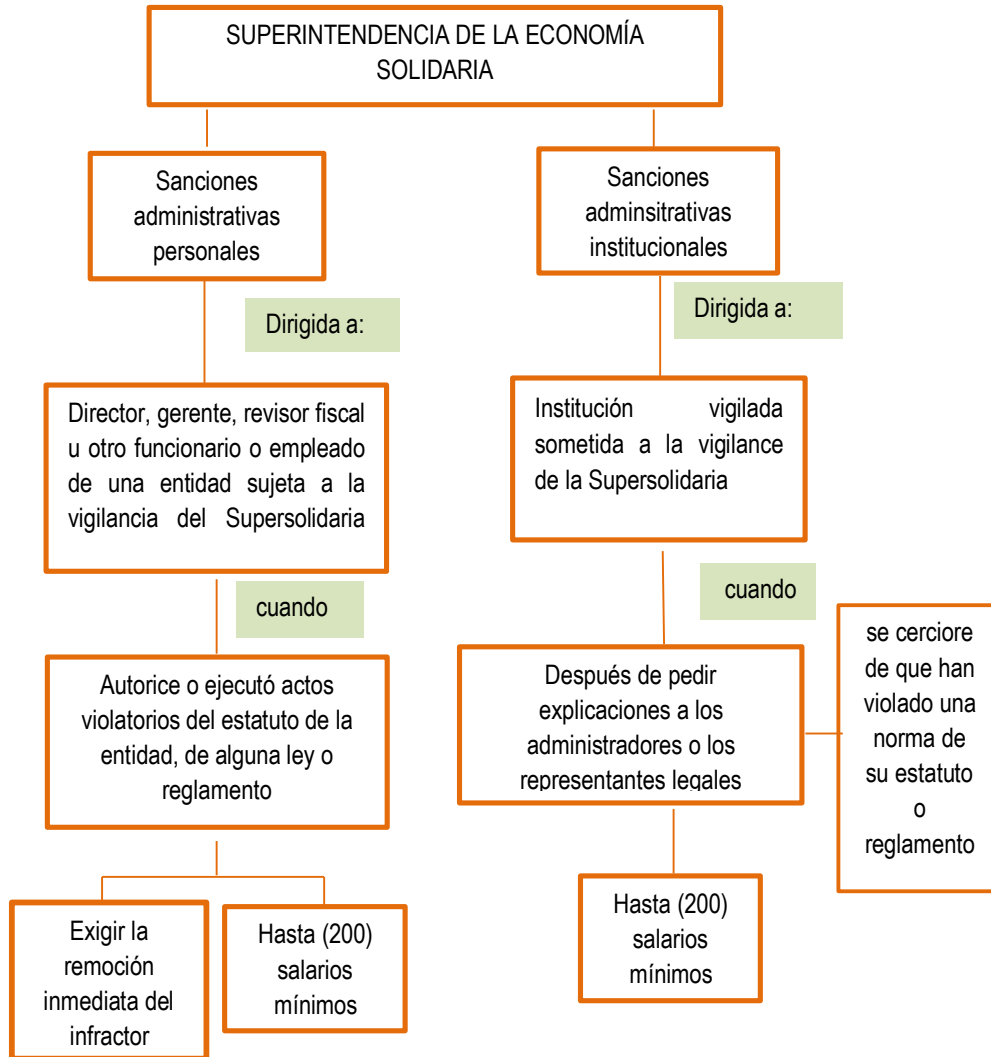 SUPERINTENDENCIA DE LA ECONOMÍA
SOLIDARIA
Sanciones
administrativas
personales
Dirigida a:
Director, gerente, revisor fiscal
u otro funcionario o empleado
de una entidad sujeta a la
vigilancia del Supersolidaria
cuando
Autorice o ejecutó actos
violatorios del estatuto de la
entidad, de alguna ley o
reglamento
Exigir la
remoción
inmediata del
infractor
Hasta (200)
salarios
mínimos
Sanciones
adminsitrativas
institucionales
Dirigida a:
Institución vigilada
sometida a la vigilance
de la Supersolidaria
cuando
Después de pedir
explicaciones a los
administradores o los
representantes legales
se cerciore
de que han
violado una
norma de
su estatuto
o
reglamento
Hasta (200)
salarios
mínimos